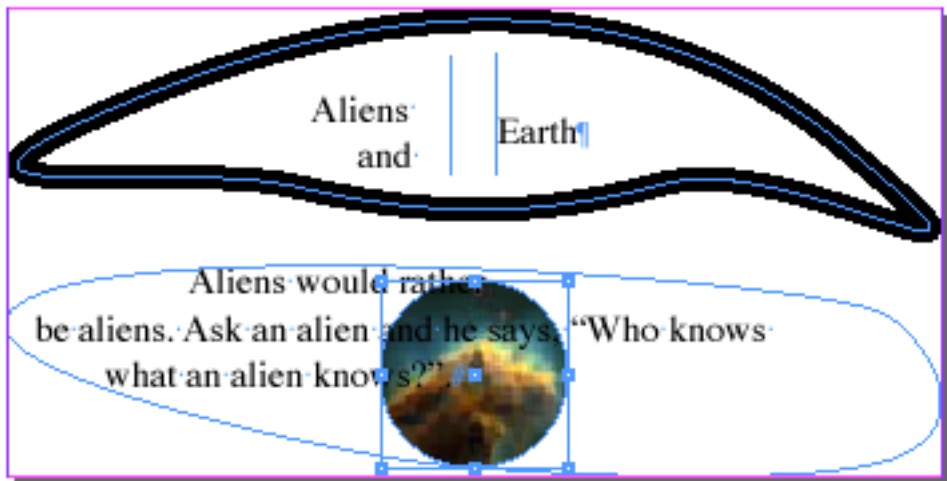 Aliens
and
Earth
Aliens would rather
be aliens. Ask an alien and he says, “Who knows
what an alien knows?”